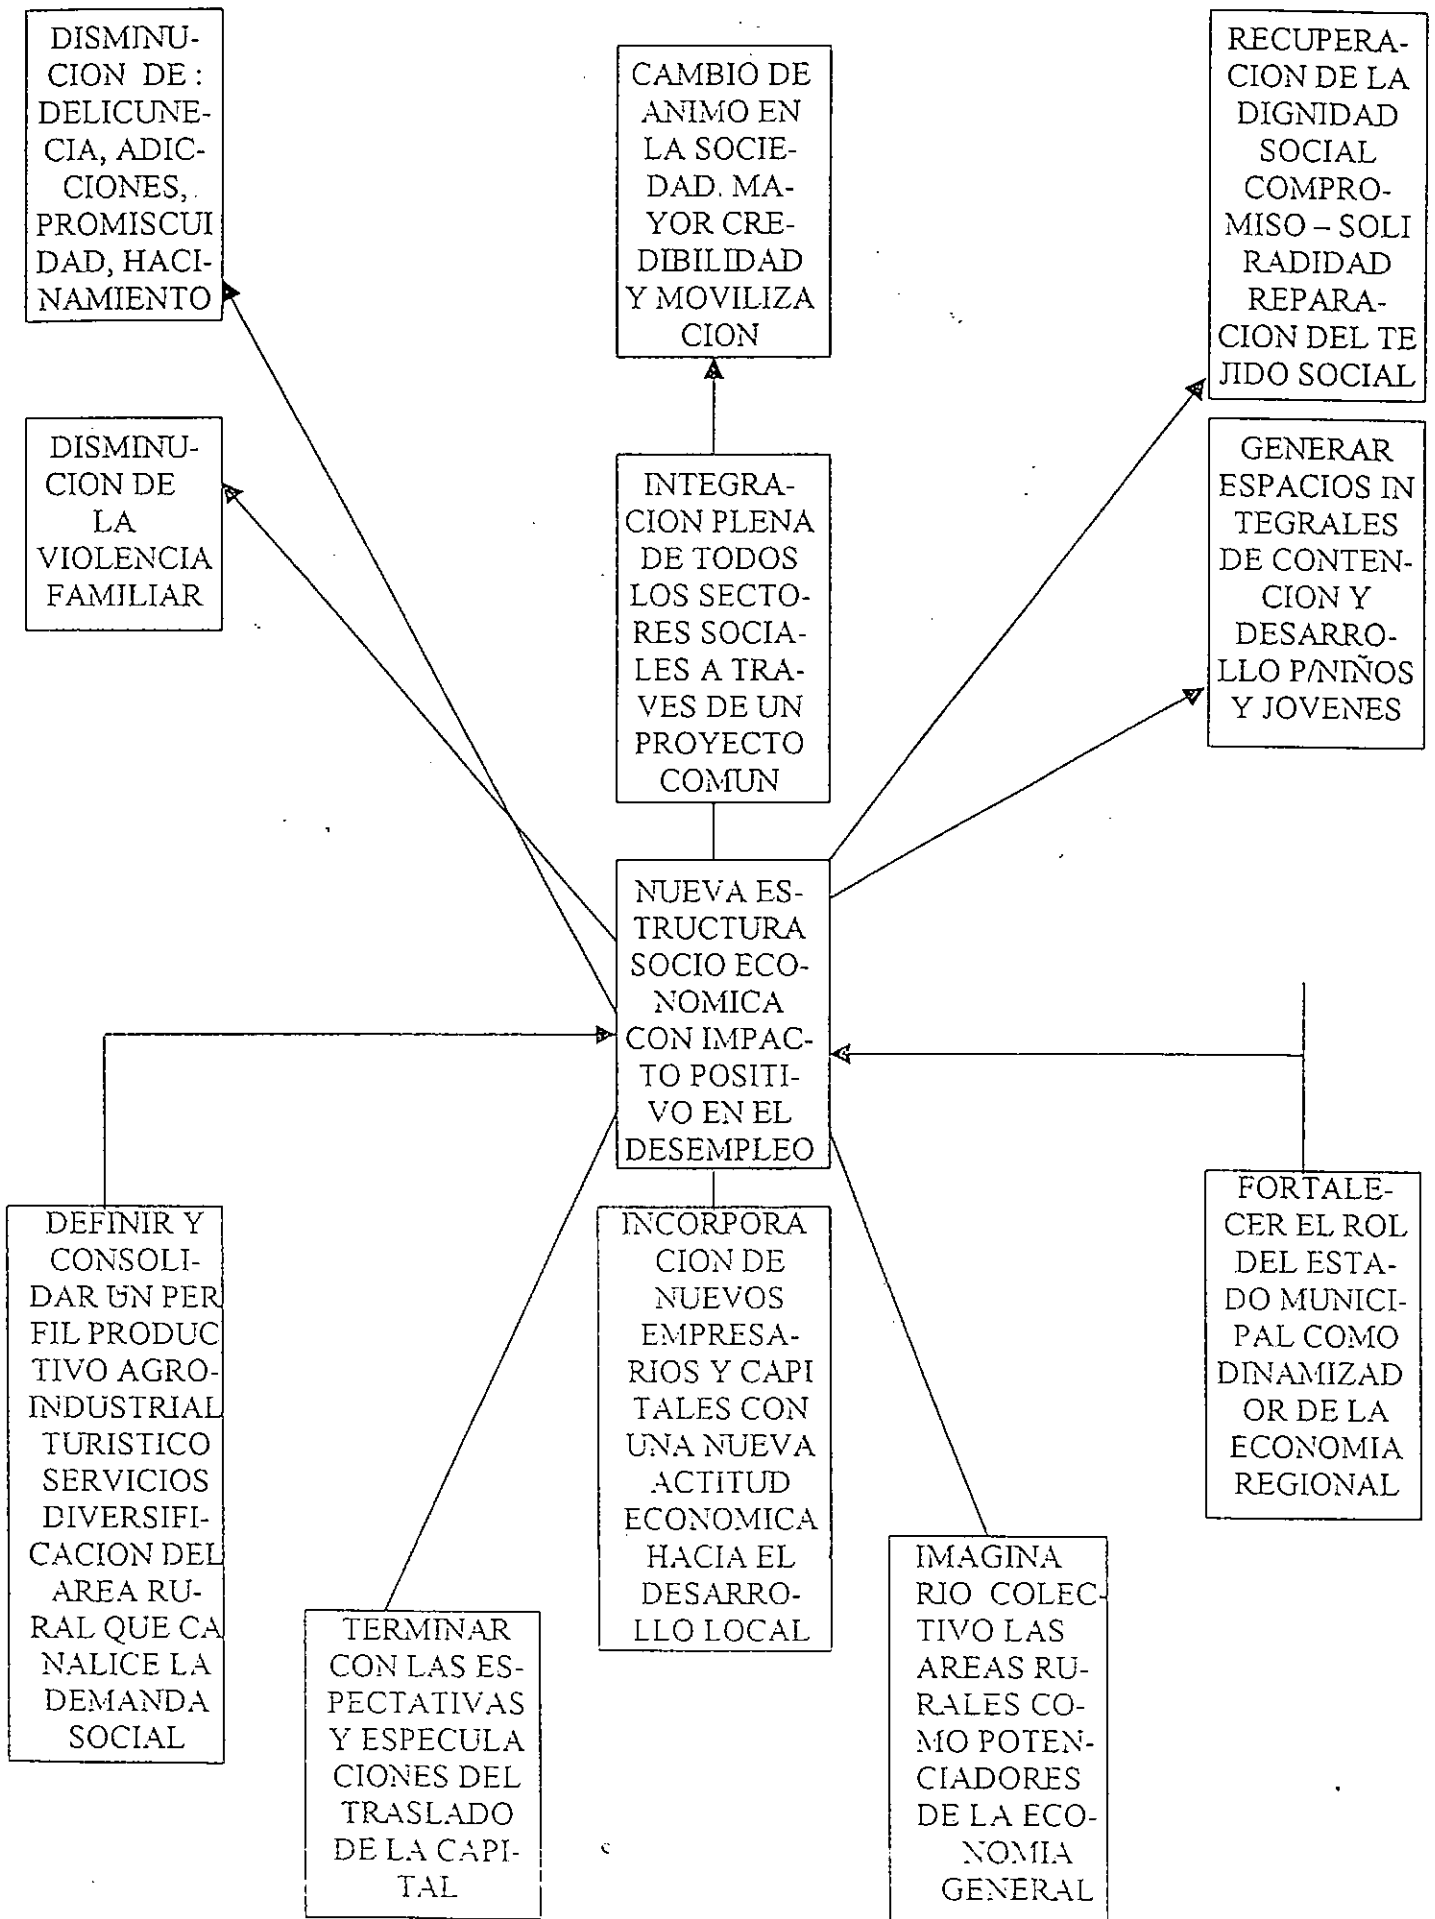 DISMINU-
CION DE :
DELICUNE-
CIA, ADIC-
CIONES,
PROMISCUI
DAD, HACI-
NAMIENTO
CAMBIO DE
ANIMO EN
LA SOCIE-
DAD. MA-
YOR CRE-
DIBILIDAD
Y MOVILIZA
CION
RECUPERA-
CION DE LA
DIGNIDAD
SOCIAL
COMPRO-
MISO – SOLI
RADIDAD
REPARA-
CION DEL TE
JIDO SOCIAL
DISMINU-
CION DE
LA
VIOLENCIA
FAMILIAR
INTEGRA-
CION PLENA
DE TODOS
LOS SECTO-
RES SOCIA-
LES A TRA-
VES DE UN
PROYECTO
COMUN
GENERAR
ESPACIOS IN
TEGRALES
DE CONTEN-
CION Y
DESARRO-
LLO P/NIÑOS
Y JOVENES
NUEVA ES-
TRUCTURA
SOCIO ECO-
NOMICA
CON IMPAC-
TO POSITI-
VO EN EL
DESEMPLEO
DEFINIR Y
CONSOLI-
DAR UN PER
FIL PRODUC
TIVO AGRO-
INDUSTRIAL
TURISTICO
SERVICIOS
DIVERSIFI-
CACION DEL
AREA RU-
RAL QUE CA
NALICE LA
DEMANDA
SOCIAL
TERMINAR
CON LAS ES-
PECTATIVAS
Y ESPECULA
CIONES DEL
TRASLADO
DE LA CAPI-
TAL
INCORPORA
CION DE
NUEVOS
EMPRESA-
RIOS Y CAPI
TALES CON
UNA NUEVA
ACTITUD
ECONOMICA
HACIA EL
DESARRO-
LLO LOCAL
IMAGINA
RIO COLEC-
TIVO LAS
AREAS RU-
RALES CO-
MO POTEN-
CIADORES
DE LA ECO-
NOMIA
GENERAL
FORTALE-
CER EL ROL
DEL ESTA-
DO MUNICI-
PAL COMO
DINAMIZAD
OR DE LA
ECONOMIA
REGIONAL